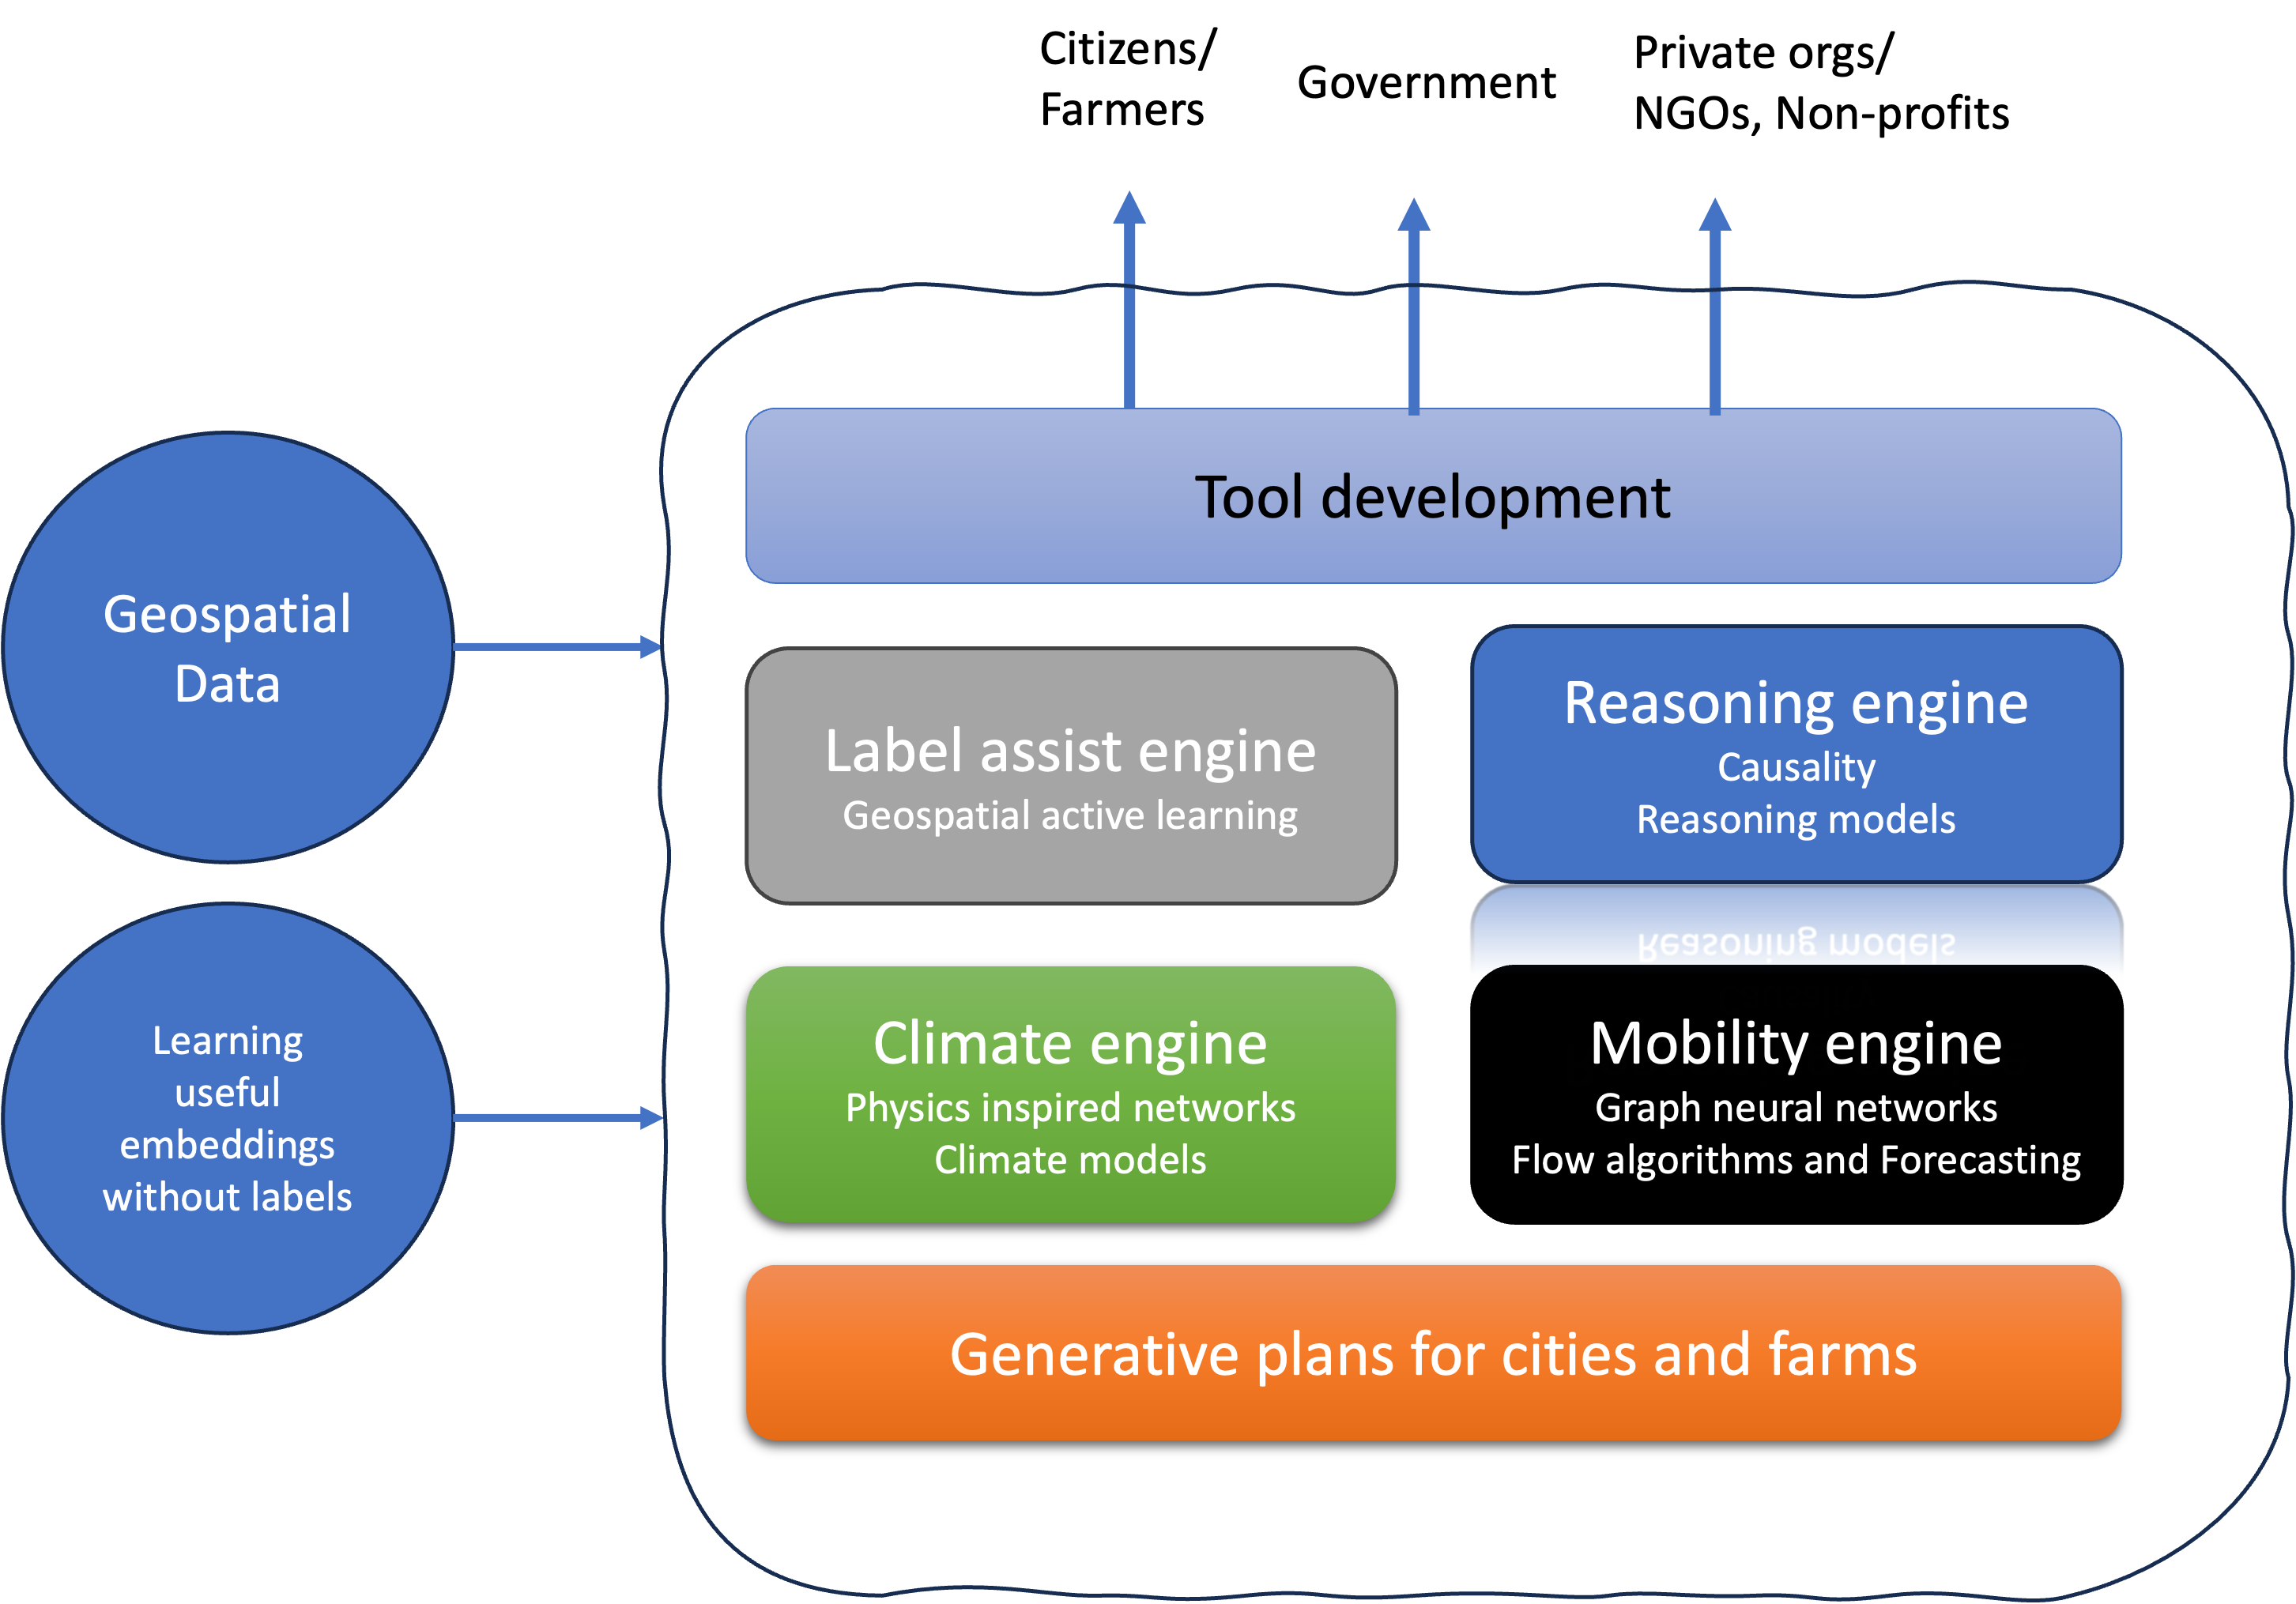 Citizens/
Farmers
Government
Private orgs/
NGOs, Non-profits
Tool development
Geospatial
Data
Label assist engine
Geospatial active learning
Reasoning engine
Causality
Reasoning models
Reasoning models
Learning
useful
embeddings
without labels
Climate engine
Physics inspired networks
Climate models
Mobility engine
Graph neural networks
Flow algorithms and Forecasting
Generative plans for cities and farms